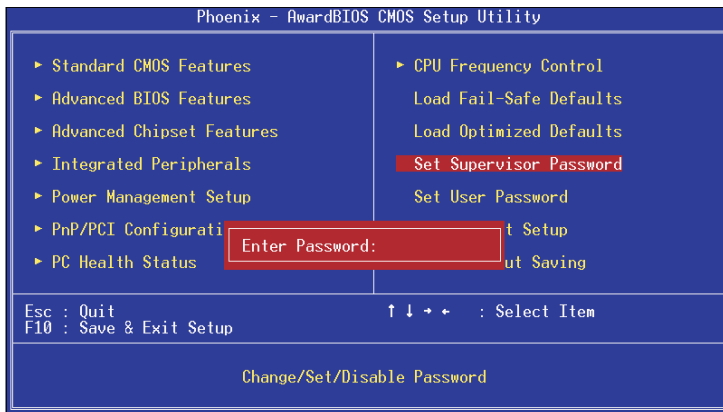 Phoenix - AwardBIOS CMOS Setup Utility
► Standard CMOS Features
► Advanced BIOS Features
► Advanced Chipset Features
► Integrated Peripherals
► Power Management Setup
► PnP/PCI Configurati
► PC Health Status
► CPU Frequency Control
Load Fail-Safe Defaults
Load Optimized Defaults
Set Supervisor Password
Set User Password
t Setup
ut Saving
Enter Password:
Esc : Quit
F10 : Save & Exit Setup
↑ ↓ → ← : Select Item
Change/Set/Disable Password